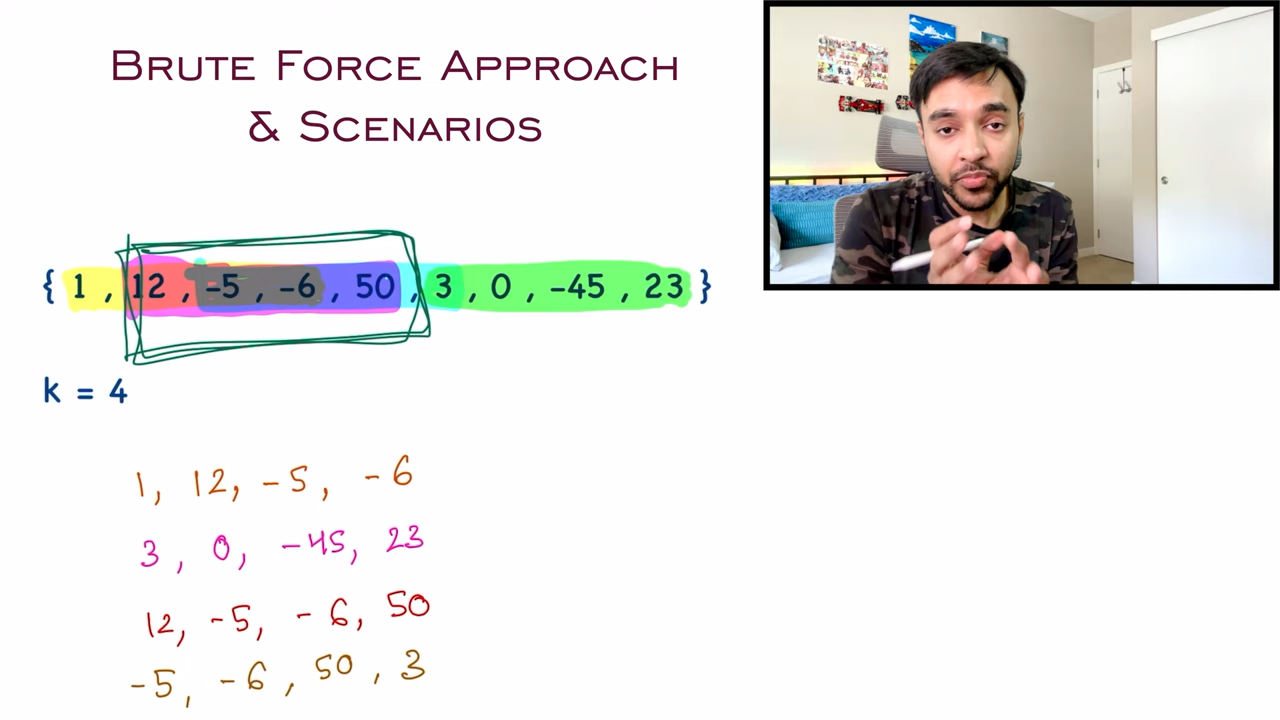 BRUTE FORCE APPROACH
& SCENARIOS
{ 1 , 12 , -5 , -6 , 50 , 3 , 0 , -45 , 23 }
k = 4
1, 12, -5, -6
3 , 0, -45, 23
12, -5, -6, 50
-5, -6 , 50 , 3